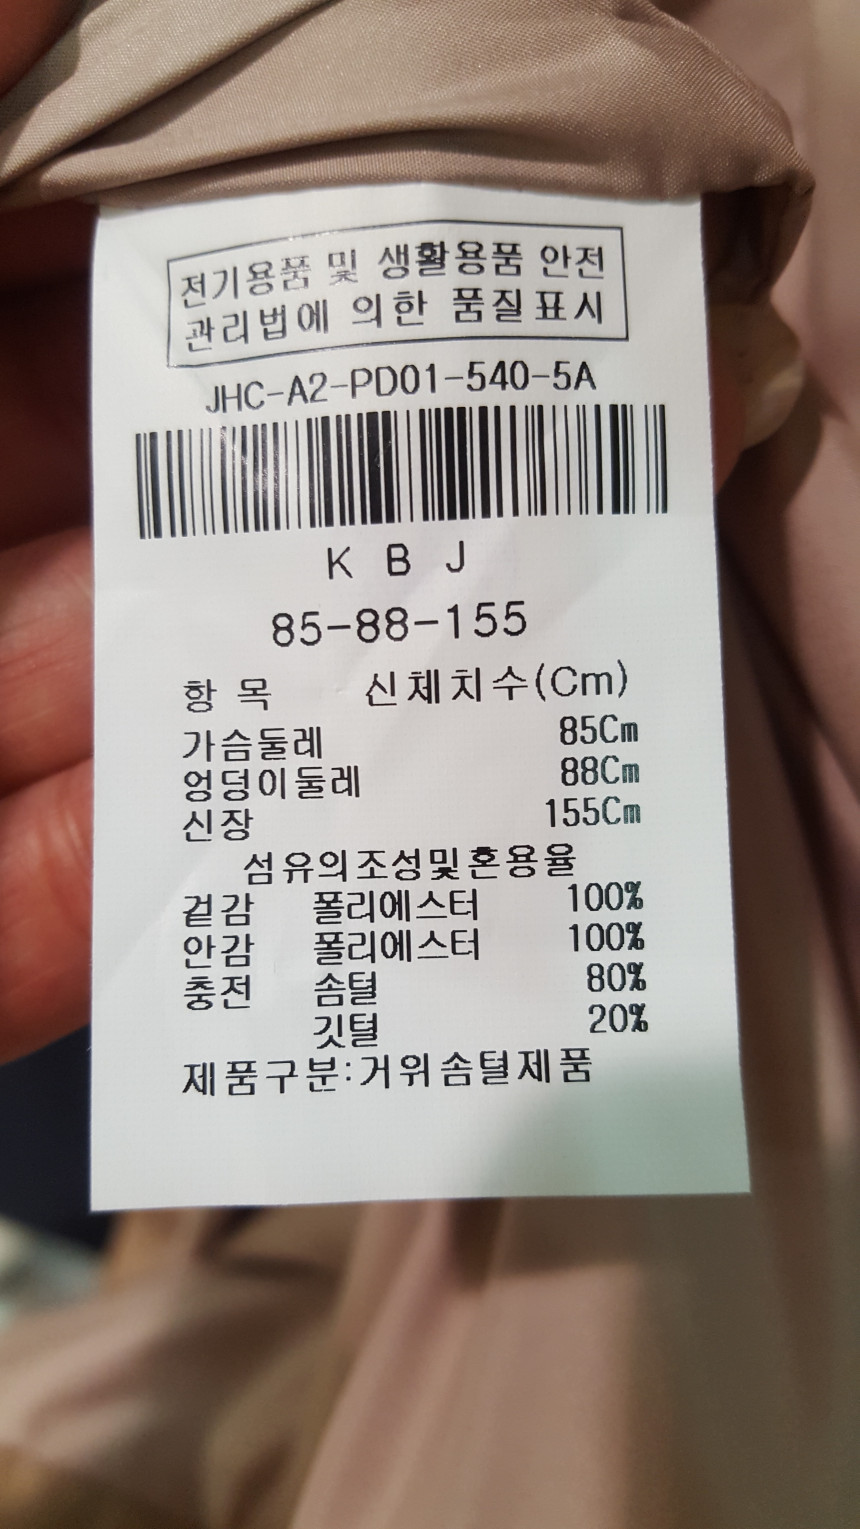 전기용품 및 생활용품 안전
관리법에 의한 품질표시
JHC-A2-PD01-540-5A
K B J
85-88-155
항 목 신체치수(Cm)
가슴둘레 85Cm
엉덩이둘레 88Cm
신장 155Cm
섬유의조성및혼용율
겉감 폴리에스터 100%
안감 폴리에스터 100%
충전 솜털 80%
깃털 20%
제품구분:거위솜털제품